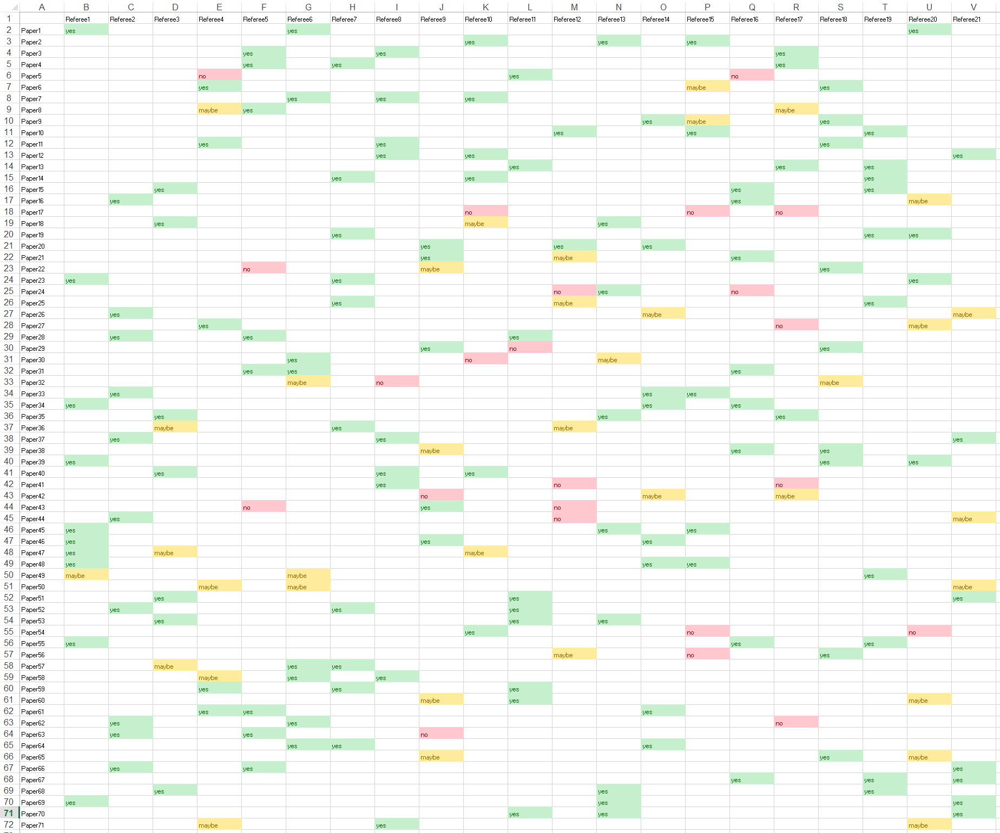 A B C D E F G H I J K L M N O P Q R S T U V
1 Referee1 Referee2 Referee3 Referee4 Referee5 Referee6 Referee7 Referee8 Referee9 Referee10 Referee11 Referee12 Referee13 Referee14 Referee15 Referee16 Referee17 Referee18 Referee19 Referee20 Referee21
2 Paper1 yes yes yes
3 Paper2 yes yes yes
4 Paper3 yes yes yes
5 Paper4 yes yes yes
6 Paper5 no yes no
7 Paper6 yes maybe yes
8 Paper7 yes yes yes
9 Paper8 maybe yes maybe
10 Paper9 yes maybe yes
11 Paper10 yes yes yes
12 Paper11 yes yes yes
13 Paper12 yes yes yes
14 Paper13 yes yes yes
15 Paper14 yes yes yes
16 Paper15 yes yes yes
17 Paper16 yes yes maybe
18 Paper17 no no no
19 Paper18 yes maybe yes
20 Paper19 yes yes yes
21 Paper20 yes yes yes
22 Paper21 yes maybe yes
23 Paper22 no maybe yes
24 Paper23 yes yes yes
25 Paper24 no yes no
26 Paper25 yes maybe yes
27 Paper26 yes maybe maybe
28 Paper27 yes no maybe
29 Paper28 yes yes yes
30 Paper29 yes no yes
31 Paper30 yes no maybe
32 Paper31 yes yes yes
33 Paper32 maybe no maybe
34 Paper33 yes yes yes
35 Paper34 yes yes yes
36 Paper35 yes yes yes
37 Paper36 maybe yes maybe
38 Paper37 yes yes yes
39 Paper38 maybe yes yes
40 Paper39 yes yes yes
41 Paper40 yes yes yes
42 Paper41 yes no no
43 Paper42 no maybe maybe
44 Paper43 no yes no
45 Paper44 yes no maybe
46 Paper45 yes yes yes
47 Paper46 yes yes yes
48 Paper47 yes maybe maybe
49 Paper48 yes yes yes
50 Paper49 maybe maybe yes
51 Paper50 maybe maybe maybe
52 Paper51 yes yes yes
53 Paper52 yes yes yes
54 Paper53 yes yes yes
55 Paper54 yes no no
56 Paper55 yes yes yes
57 Paper56 maybe no yes
58 Paper57 maybe yes yes
59 Paper58 maybe yes yes
60 Paper59 yes yes yes
61 Paper60 maybe yes maybe
62 Paper61 yes yes yes
63 Paper62 yes yes no
64 Paper63 yes yes no
65 Paper64 yes yes yes
66 Paper65 maybe yes maybe
67 Paper66 yes yes yes
68 Paper67 yes yes yes
69 Paper68 yes yes yes
70 Paper69 yes yes yes
71 Paper70 yes yes yes
72 Paper71 maybe yes maybe